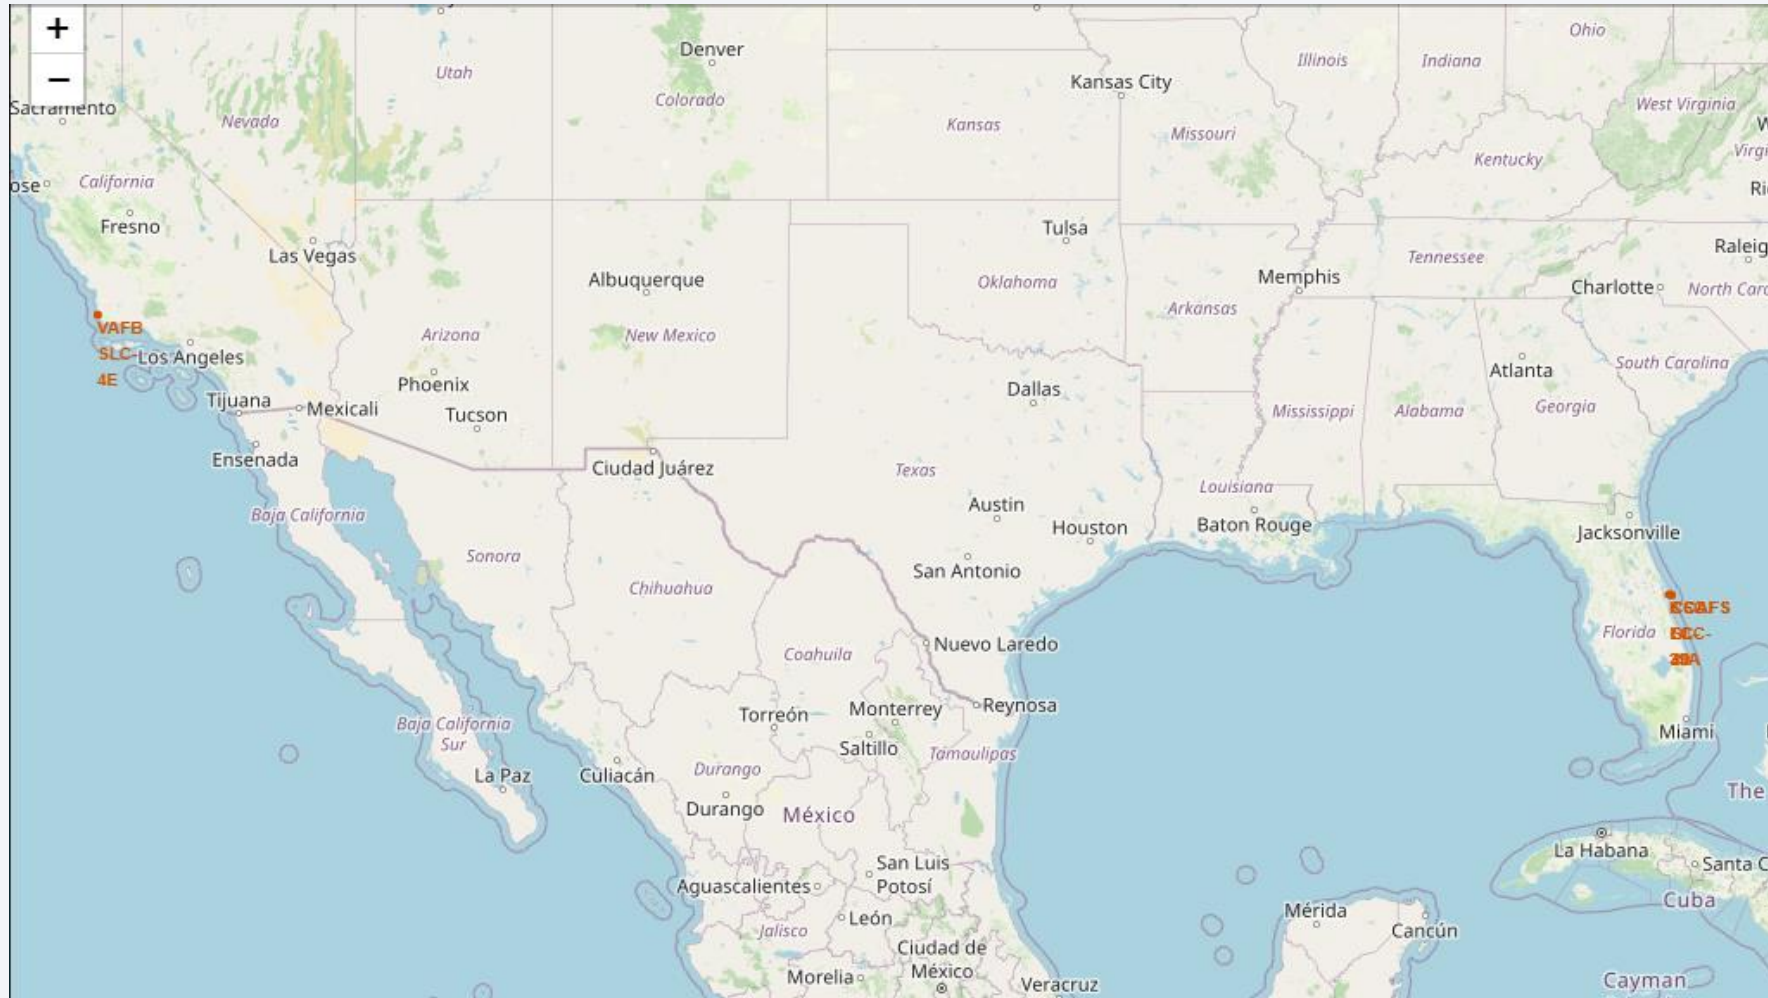 +
−
Denver
Utah
Colorado
Sacramento
Nevada
California
Fresno
Las Vegas
Kansas City
Kansas
Missouri
Illinois
Indiana
Ohio
West Virginia
Kentucky
Tulsa
Albuquerque
Oklahoma
Memphis
Tennessee
Charlotte
Arizona
New Mexico
Arkansas
VAFB
SLC-
4E
Los Angeles
Phoenix
Tucson
Tijuana
Mexicali
Ensenada
Dallas
Atlanta
South Carolina
Mississippi
Alabama
Georgia
Ciudad Juárez
Texas
Louisiana
Austin
Houston
Baton Rouge
Jacksonville
Baja California
Sonora
San Antonio
Chihuahua
Florida
Coahuila
Nuevo Laredo
Torreón
Monterrey
Reynosa
Miami
Baja California
Sur
Saltillo
Tamaulipas
La Paz
Culiacán
Durango
Durango
México
The
La Habana
Cuba
San Luis
Potosí
Aguascalientes
León
Jalisco
Mérida
Cancún
Ciudad de
México
Morelia
Veracruz
Cayman